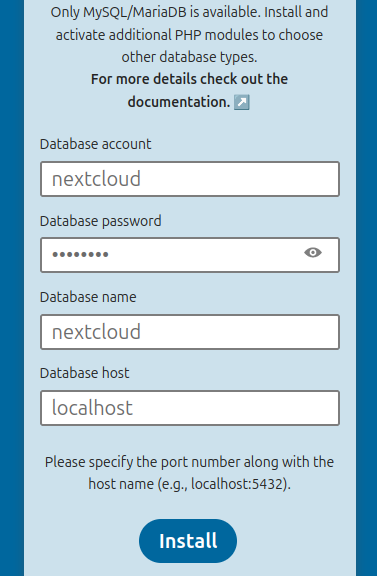 Only MySQL/MariaDB is available. Install and
activate additional PHP modules to choose
other database types.
For more details check out the
documentation. ↗
Database account
nextcloud
Database password
••••••••
Database name
nextcloud
Database host
localhost
Please specify the port number along with the
host name (e.g., localhost:5432).
Install